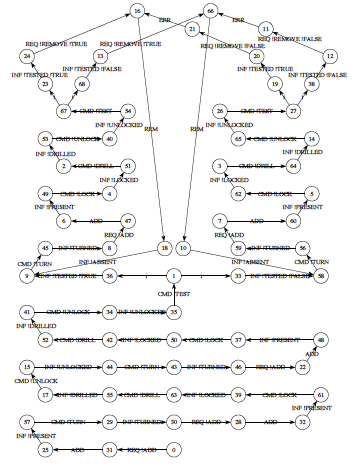 16 66
ERR ERR
21 11
REQ !REMOVE !TRUE REQ !REMOVE !FALSE
24 13 20 12
INF !TESTED !TRUE INF !TESTED !FALSE INF !TESTED !TRUE INF !TESTED !FALSE
23 68 19 38
67 CMD !TEST 54 26 CMD !TEST 27
INF !UNLOCKED INF !UNLOCKED
53 CMD !UNLOCK 40 REM REM 65 CMD !UNLOCK 14
INF !DRILLED INF !DRILLED
2 CMD !DRILL 51 3 CMD !DRILL 64
INF !LOCKED INF !LOCKED
49 CMD !LOCK 4 62 CMD !LOCK 5
INF !PRESENT INF !PRESENT
6 ADD 47 7 ADD 60
REQ !ADD REQ !ADD
45 INF !TURNED 8 18 10 59 INF !TURNED 56
CMD !TURN INF !ABSENT INF !ABSENT CMD !TURN
9 INF !TESTED !TRUE 36 i 1 i 33 INF !TESTED !FALSE 58
CMD !TEST
41 CMD !UNLOCK 34 INF !UNLOCKED 35
INF !DRILLED
52 CMD !DRILL 42 INF !LOCKED 50 CMD !LOCK 37 INF !PRESENT 48
ADD
15 INF !UNLOCKED 44 CMD !TURN 43 INF !TURNED 46 REQ !ADD 22
CMD !UNLOCK
17 INF !DRILLED 55 CMD !DRILL 63 INF !LOCKED 39 CMD !LOCK 61
INF !PRESENT
57 CMD !TURN 29 INF !TURNED 30 REQ !ADD 28 ADD 32
INF !PRESENT
25 ADD 31 REQ !ADD 0